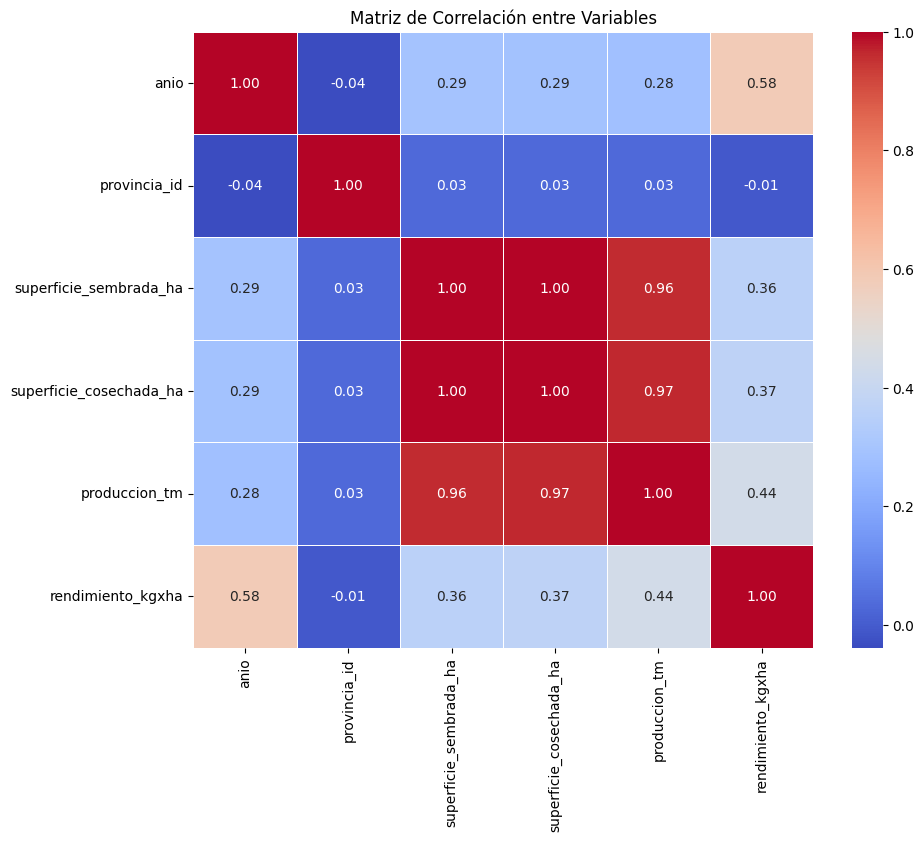 Matriz de Correlación entre Variables
anio 1.00 -0.04 0.29 0.29 0.28 0.58
provincia_id -0.04 1.00 0.03 0.03 0.03 -0.01
superficie_sembrada_ha 0.29 0.03 1.00 1.00 0.96 0.36
superficie_cosechada_ha 0.29 0.03 1.00 1.00 0.97 0.37
produccion_tm 0.28 0.03 0.96 0.97 1.00 0.44
rendimiento_kgxha 0.58 -0.01 0.36 0.37 0.44 1.00
anio
provincia_id
superficie_sembrada_ha
superficie_cosechada_ha
produccion_tm
rendimiento_kgxha
1.0
0.8
0.6
0.4
0.2
0.0